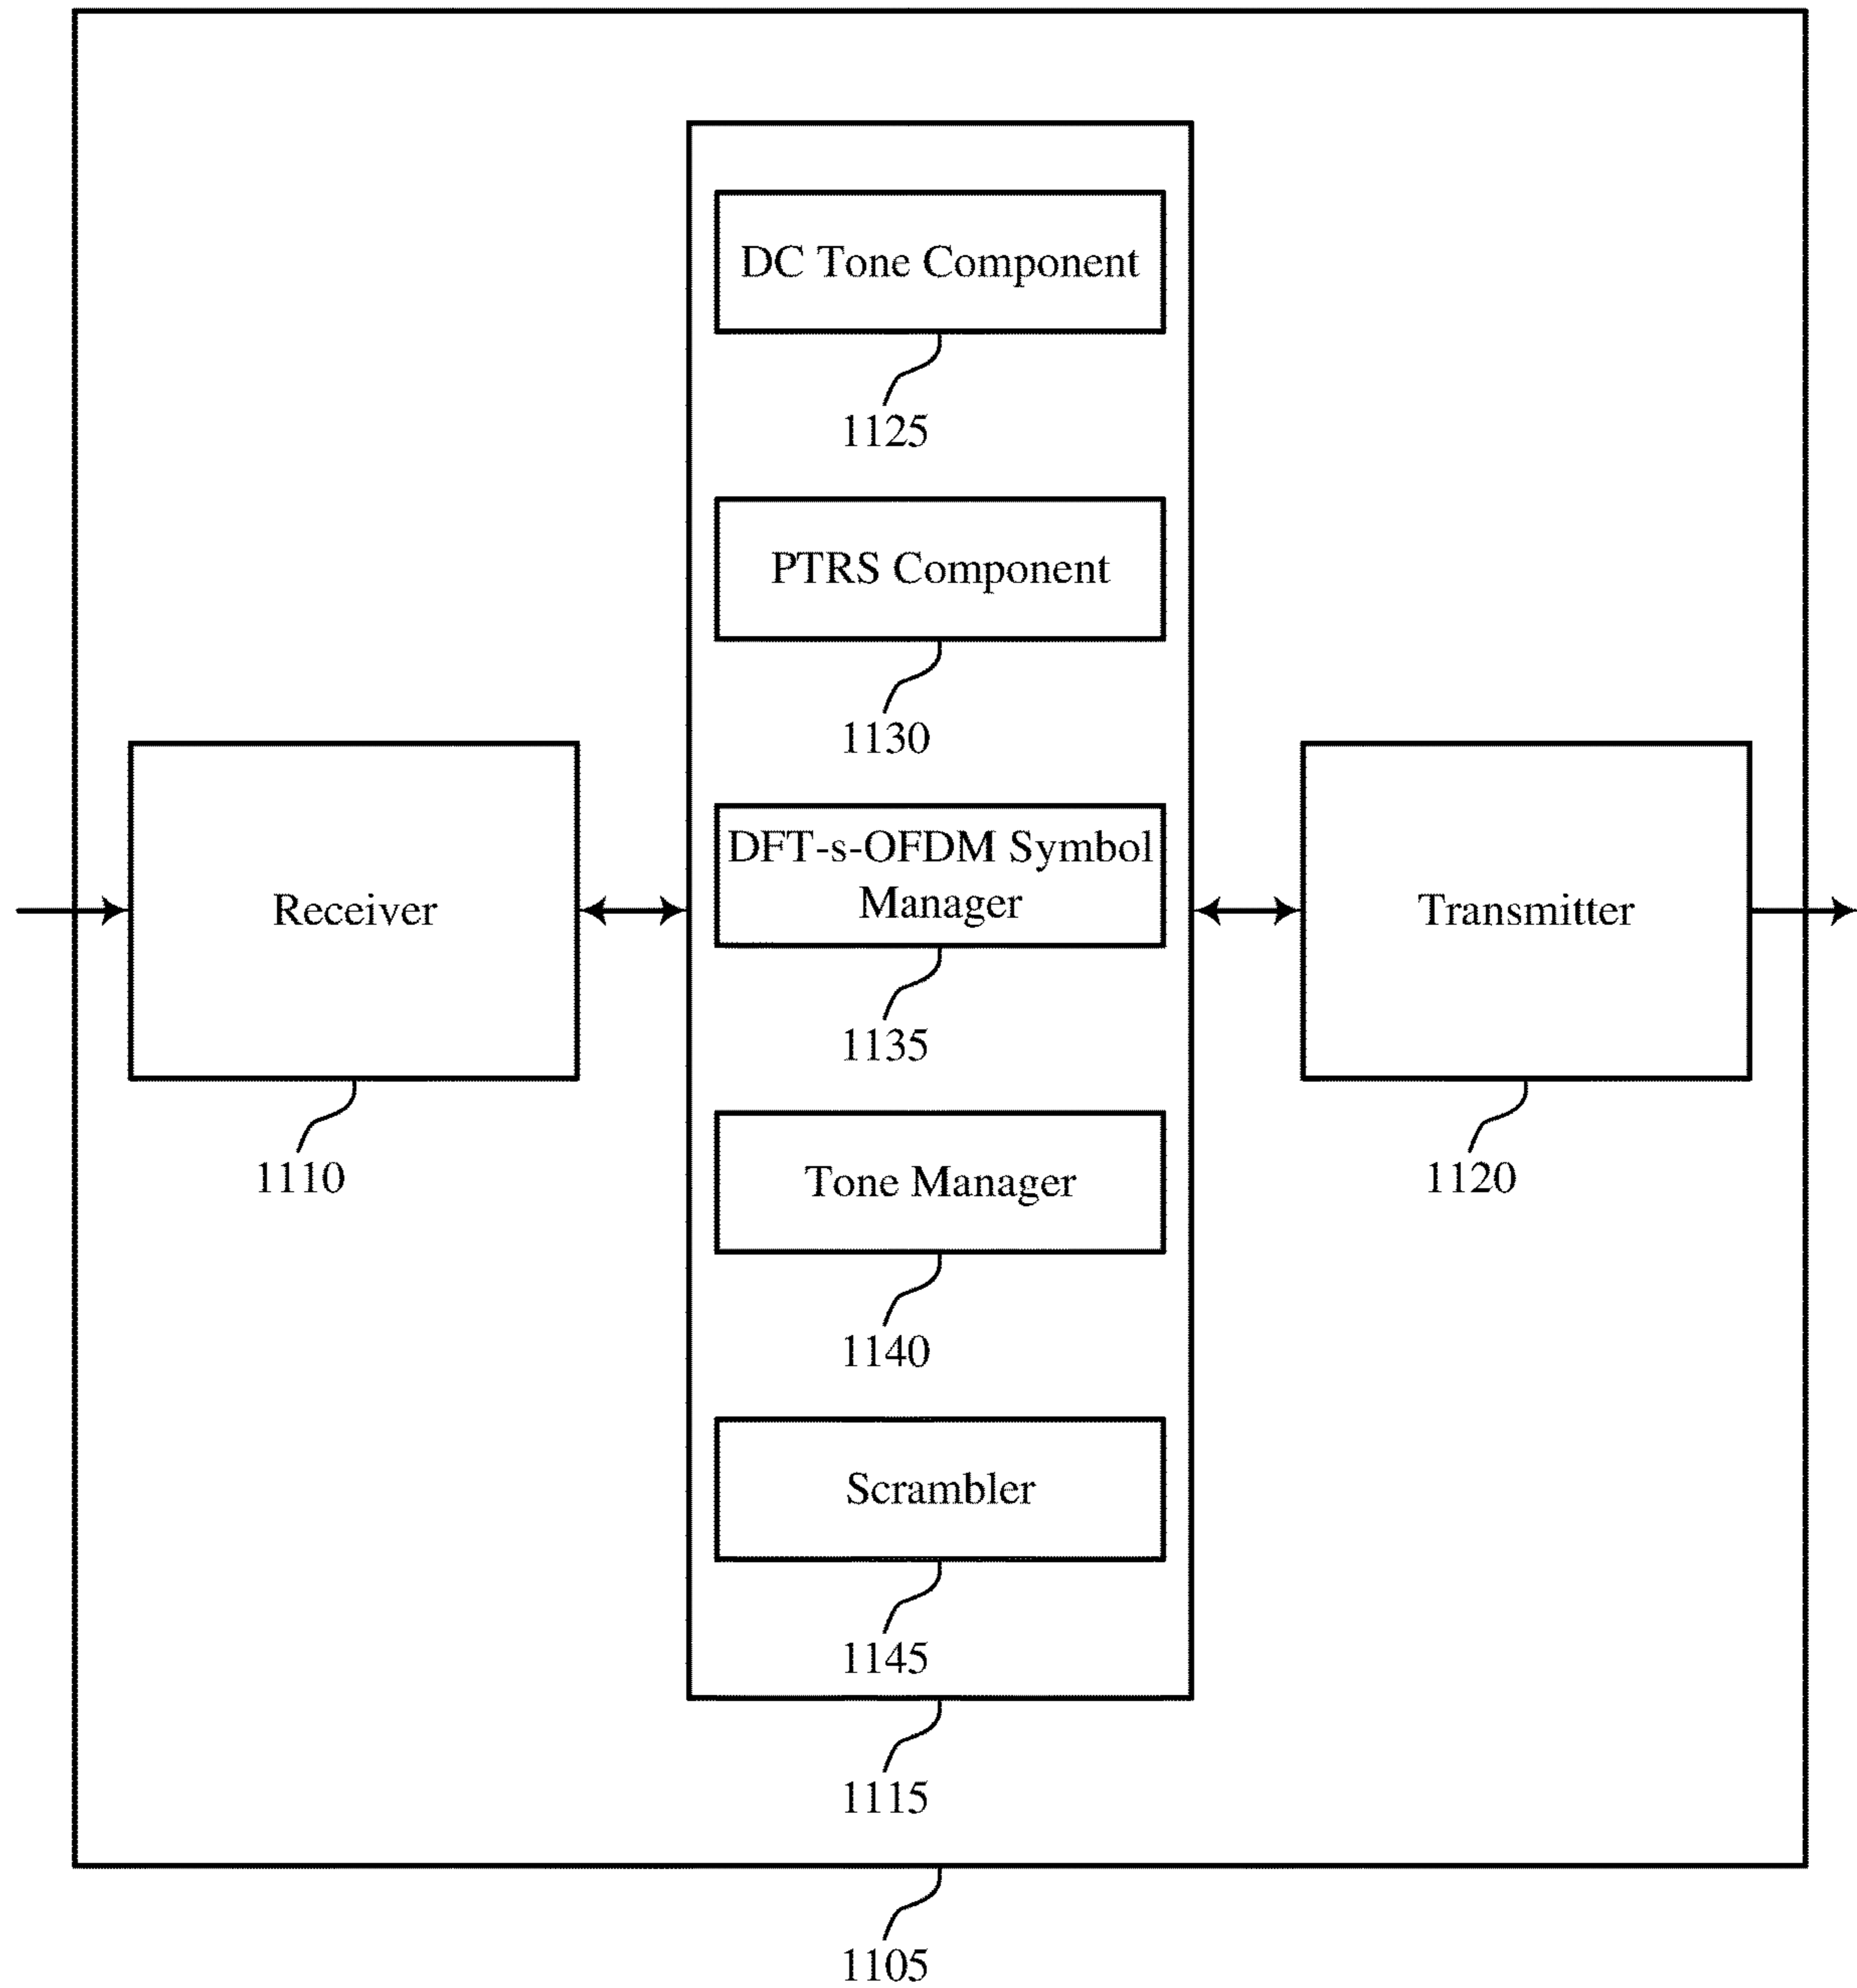 DC Tone Component
1125
PTRS Component
1130
DFT-s-OFDM Symbol
Manager
1135
Receiver
1110
Transmitter
1120
Tone Manager
1140
Scrambler
1145
1115
1105